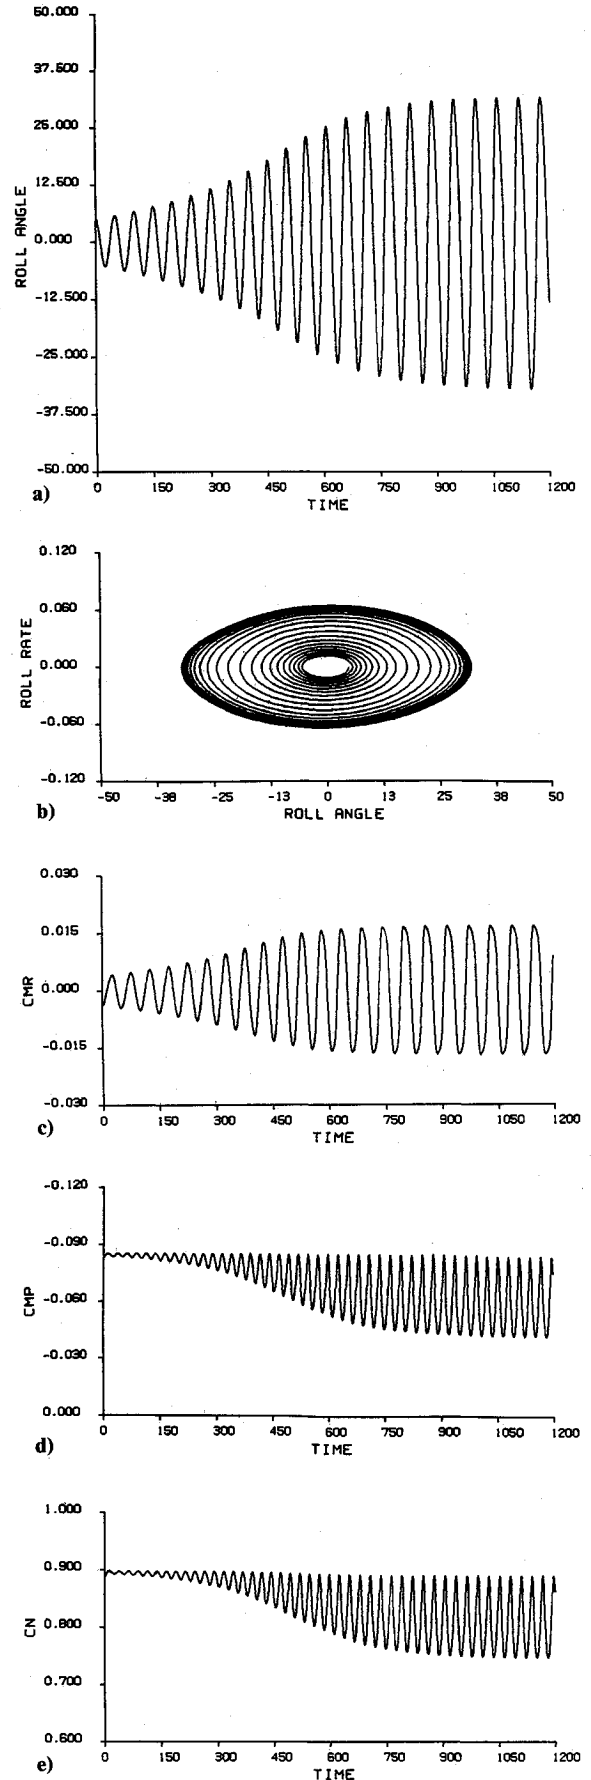 50.000
37.500
25.000
12.500
0.000
-12.500
-25.000
-37.500
-50.000
ROLL ANGLE
0 150 300 450 600 750 900 1050 1200
TIME
a)
0.120
0.060
0.000
-0.060
-0.120
ROLL RATE
-50 -38 -25 -13 0 13 25 38 50
ROLL ANGLE
b)
0.030
0.015
0.000
-0.015
-0.030
CMR
0 150 300 450 600 750 900 1050 1200
TIME
c)
-0.120
-0.090
-0.060
-0.030
0.000
CMP
0 150 300 450 600 750 900 1050 1200
TIME
d)
1.000
0.900
0.800
0.700
0.600
CN
0 150 300 450 600 750 900 1050 1200
TIME
e)